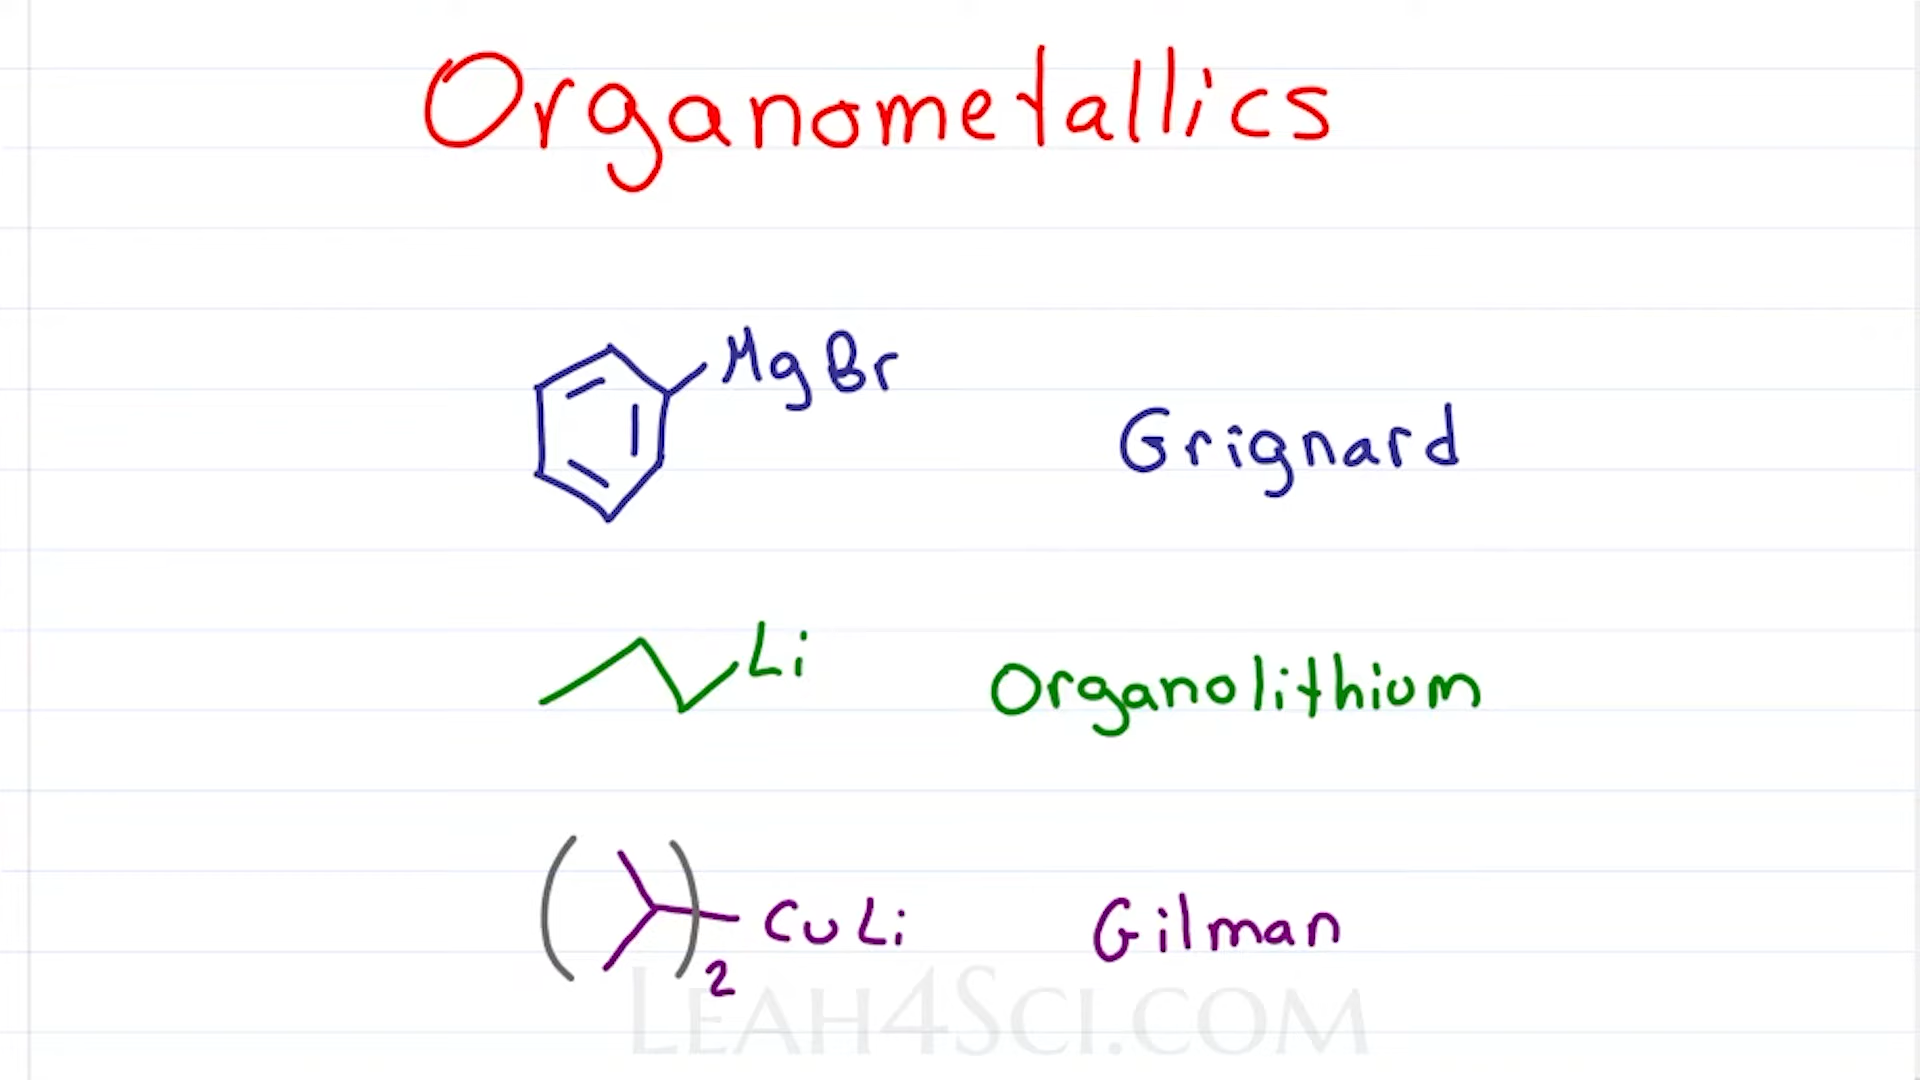 Organometallics
MgBr
Grignard
Li Organolithium
( )2 CuLi Gilman
LEAH4SCI.COM